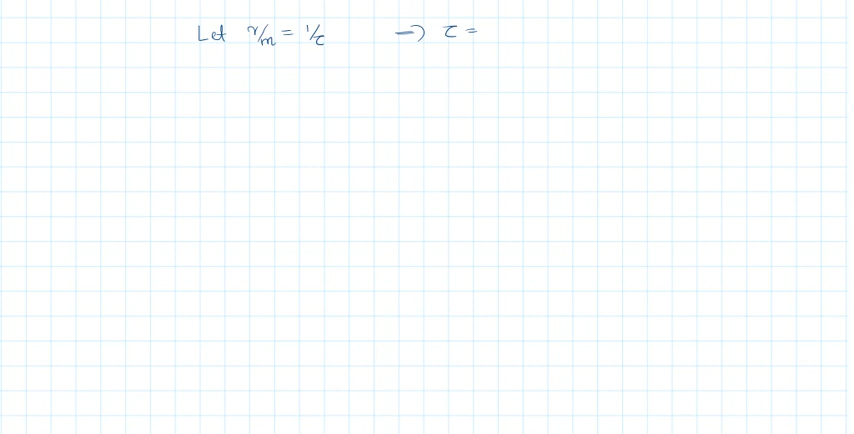 Let r/m = 1/τ → τ =